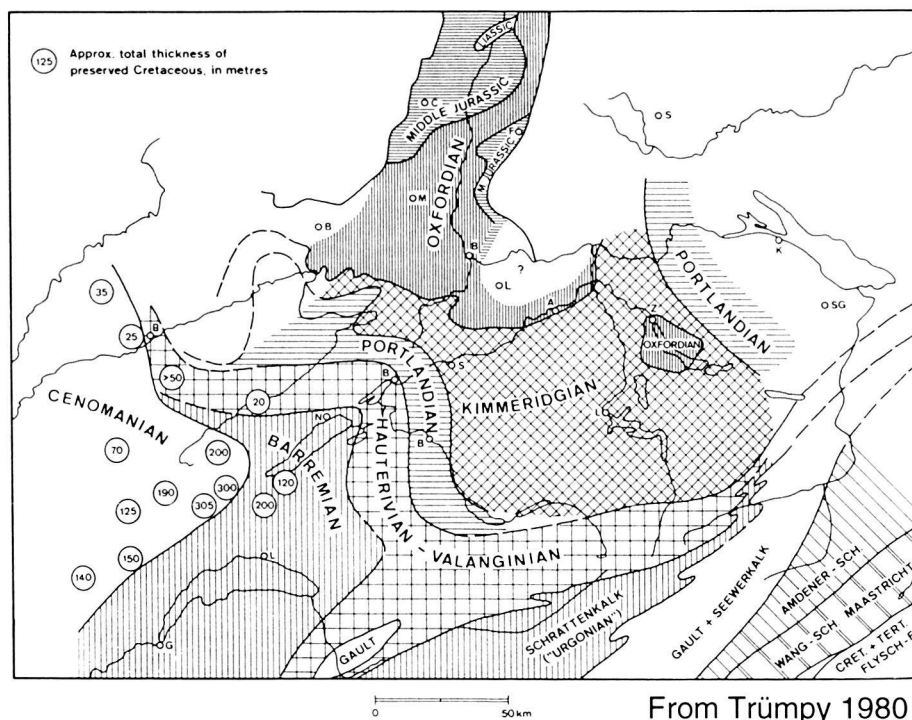 125
Approx. total thickness of
preserved Cretaceous, in metres
LIASSIC
C
MIDDLE JURASSIC
F
M. JURASSIC
S
OXFORDIAN
M
B
B
?
L
K
PORTLANDIAN
SG
35
A
Z
25
B
OXFORDIAN
PORTLANDIAN
S
>50
B
KIMMERIDGIAN
CENOMANIAN
20
NO
L
B
70
200
BARREMIAN
HAUTERIVIAN - VALANGINIAN
120
190
300
125
305
200
150
L
140
G
GAULT
SCHRATTENKALK
("URGONIAN")
GAULT + SEEWERKALK
AMDENER - SCH.
WANG-SCH. MAASTRICHT
CRET. + TERT.
FLYSCH-F
0
50 km
From Trümpy 1980